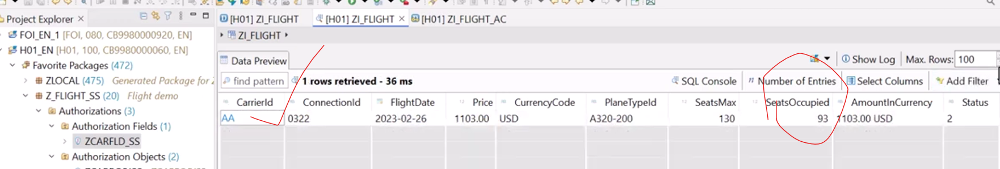 [H01] ZI_FLIGHT [H01] ZI_FLIGHT [H01] ZI_FLIGHT_AC
Project Explorer
FOI_EN_1 [FOI, 080, CB9980000920, EN]
ZI_FLIGHT
H01_EN [H01, 100, CB9980000060, EN]
Favorite Packages (472)
Data Preview Show Log Max. Rows: 100
ZLOCAL (475) Generated Package for
find pattern 1 rows retrieved - 36 ms SQL Console Number of Entries Select Columns Add Filter
Z_FLIGHT_SS (20) Flight demo
CarrierId ConnectionId FlightDate Price CurrencyCode PlaneTypeId SeatsMax SeatsOccupied AmountInCurrency Status
Authorizations (3)
AA 0322 2023-02-26 1103.00 USD A320-200 130 93 1103.00 USD 2
Authorization Fields (1)
ZCARFLD_SS
Authorization Objects (2)